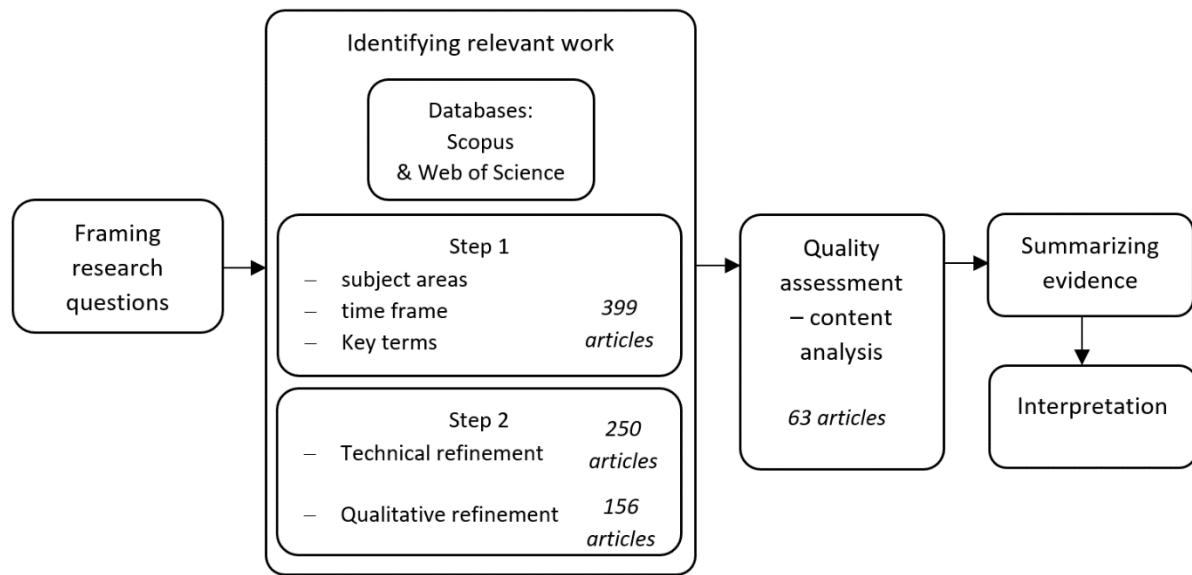 Framing
research
questions
Identifying relevant work
Databases:
Scopus
& Web of Science
Step 1
– subject areas
– time frame
– Key terms
399
articles
Step 2
– Technical refinement
250
articles
– Qualitative refinement
156
articles
Quality
assessment
– content
analysis
63 articles
Summarizing
evidence
Interpretation